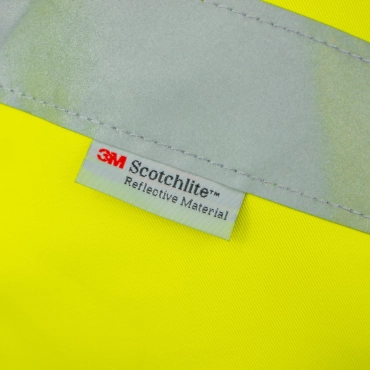 3M Scotchlite™
Reflective Material